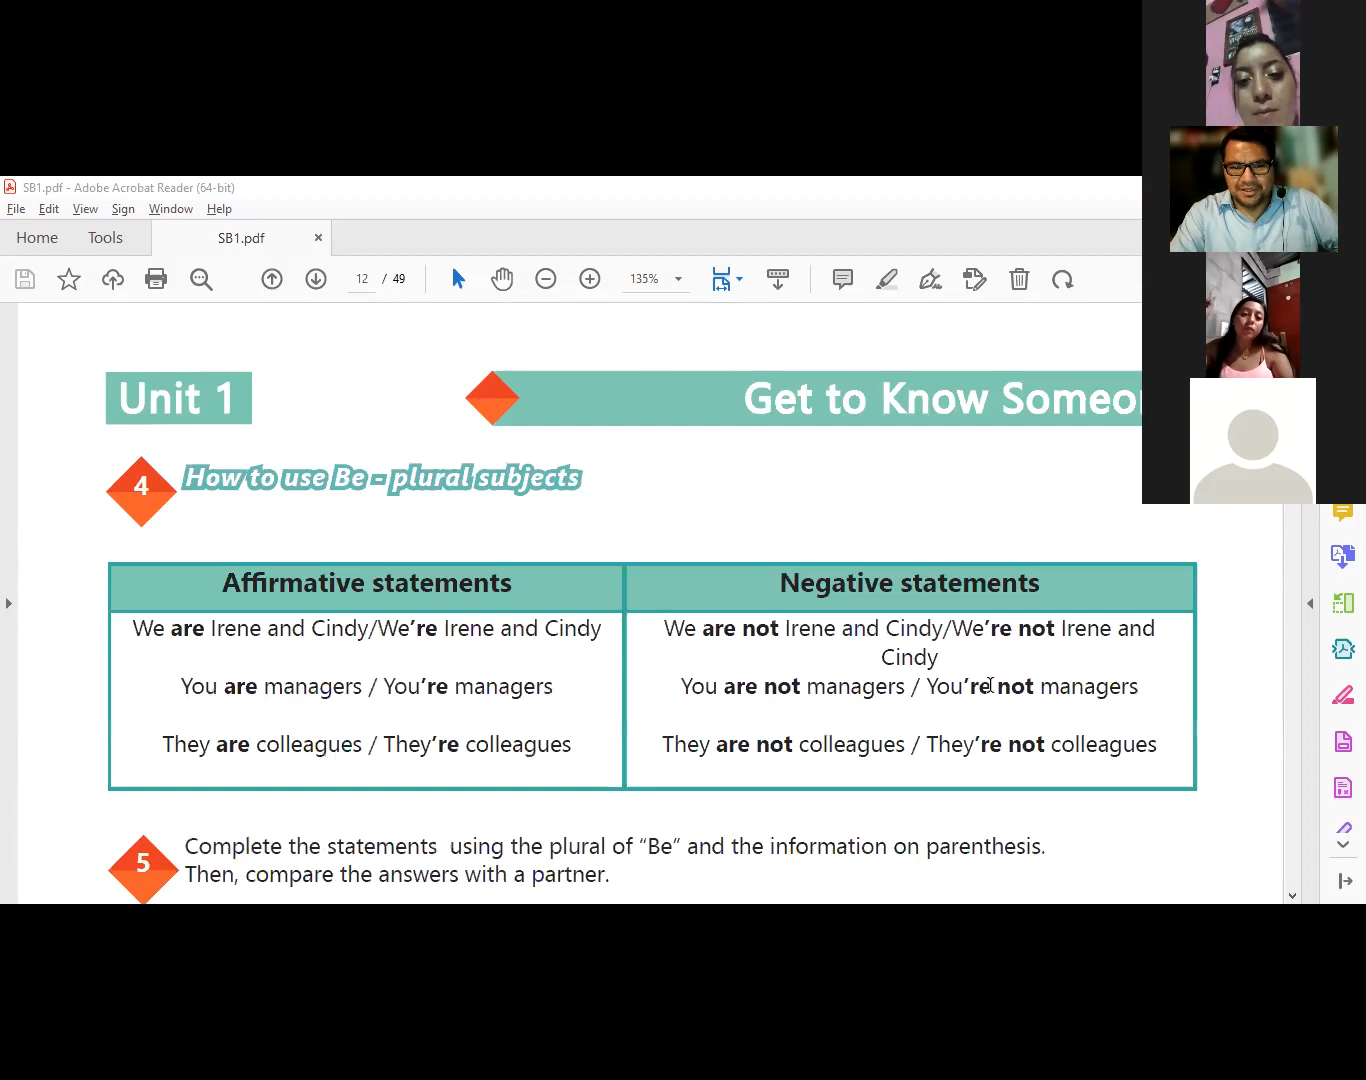 SB1.pdf - Adobe Acrobat Reader (64-bit)
File Edit View Sign Window Help
Home Tools SB1.pdf ×
12 / 49 135%
Unit 1
Get to Know Someo
4 How to use Be - plural subjects
Affirmative statements
We are Irene and Cindy/We’re Irene and Cindy
You are managers / You’re managers
They are colleagues / They’re colleagues
Negative statements
We are not Irene and Cindy/We’re not Irene and
Cindy
You are not managers / You’re not managers
They are not colleagues / They’re not colleagues
5 Complete the statements using the plural of “Be” and the information on parenthesis.
Then, compare the answers with a partner.